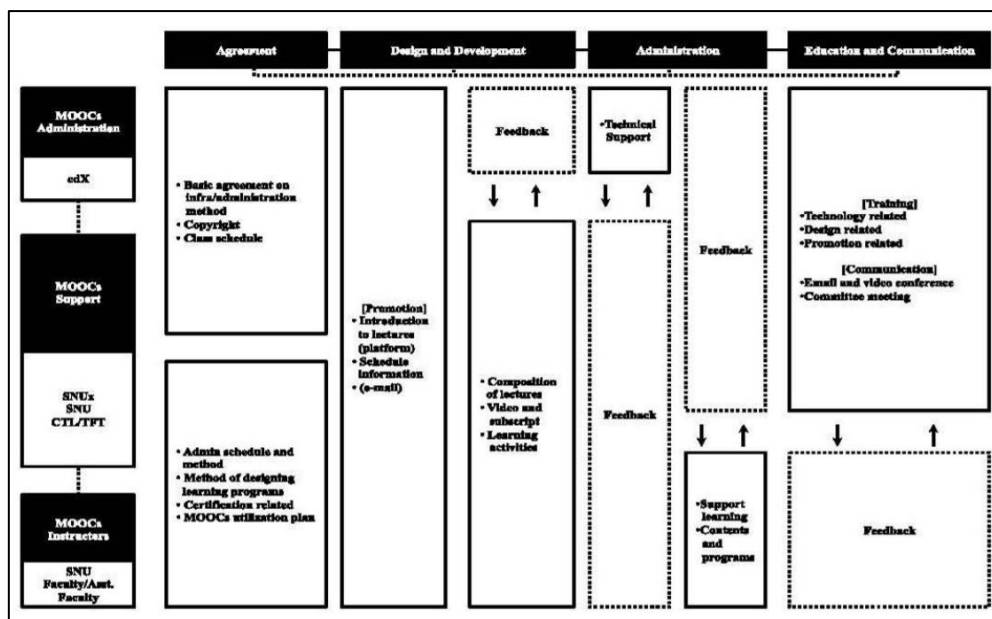 Agreement
Design and Development
Administration
Education and Communication
MOOCs
Administration
edX
MOOCs
Support
SNUx
SNU
CTL/TFT
MOOCs
Instructors
SNU
Faculty/Asst.
Faculty
• Basic agreement on
infra/administration
method
• Copyright
• Class schedule
• Admin schedule and
method
• Method of designing
learning programs
• Certification related
• MOOCs utilization plan
[Promotion]
• Introduction
to lectures
(platform)
• Schedule
information
• (e-mail)
Feedback
• Composition
of lectures
• Video and
subscript
• Learning
activities
•Technical
Support
Feedback
Feedback
• Support
learning
• Contents
and
programs
[Training]
•Technology related
•Design related
•Promotion related
[Communication]
•Email and video conference
•Committee meeting
Feedback